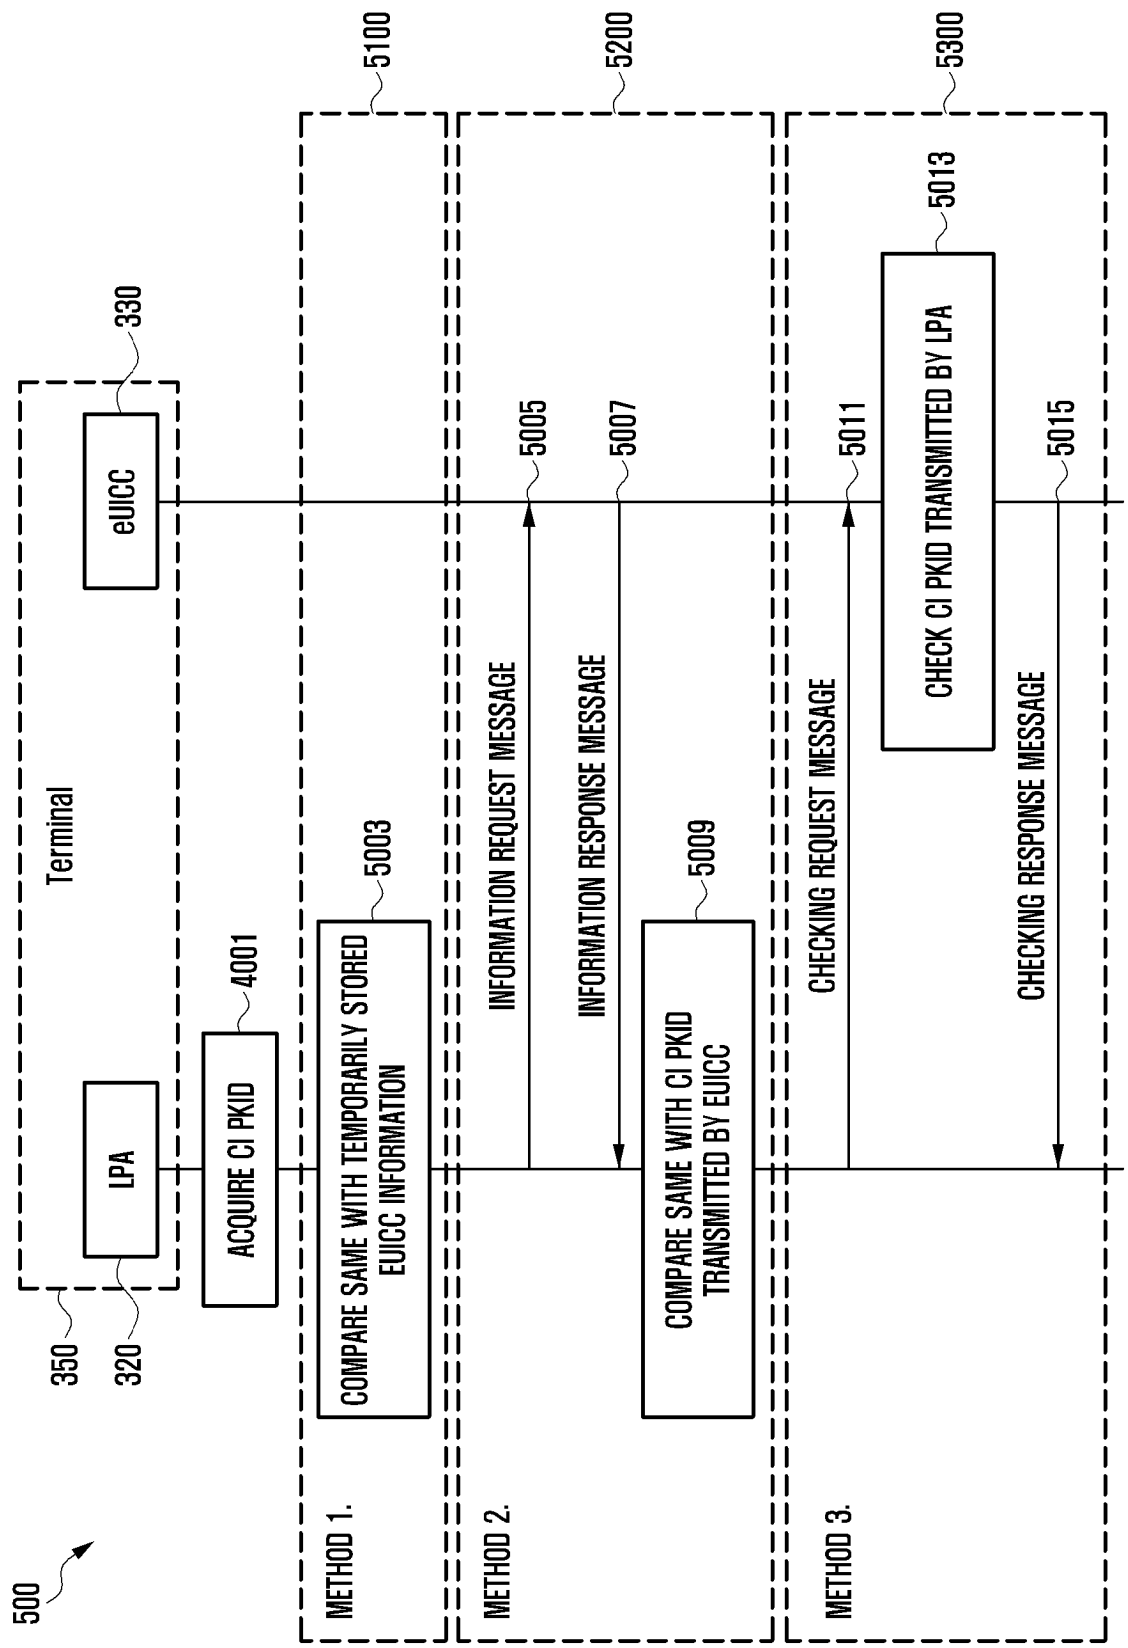 500
350
Terminal
320
LPA
eUICC
330
ACQUIRE CI PKID
4001
METHOD 1.
5100
COMPARE SAME WITH TEMPORARILY STORED
EUICC INFORMATION
5003
METHOD 2.
5200
INFORMATION REQUEST MESSAGE
5005
INFORMATION RESPONSE MESSAGE
5007
COMPARE SAME WITH CI PKID
TRANSMITTED BY EUICC
5009
METHOD 3.
5300
CHECKING REQUEST MESSAGE
5011
CHECK CI PKID TRANSMITTED BY LPA
5013
CHECKING RESPONSE MESSAGE
5015